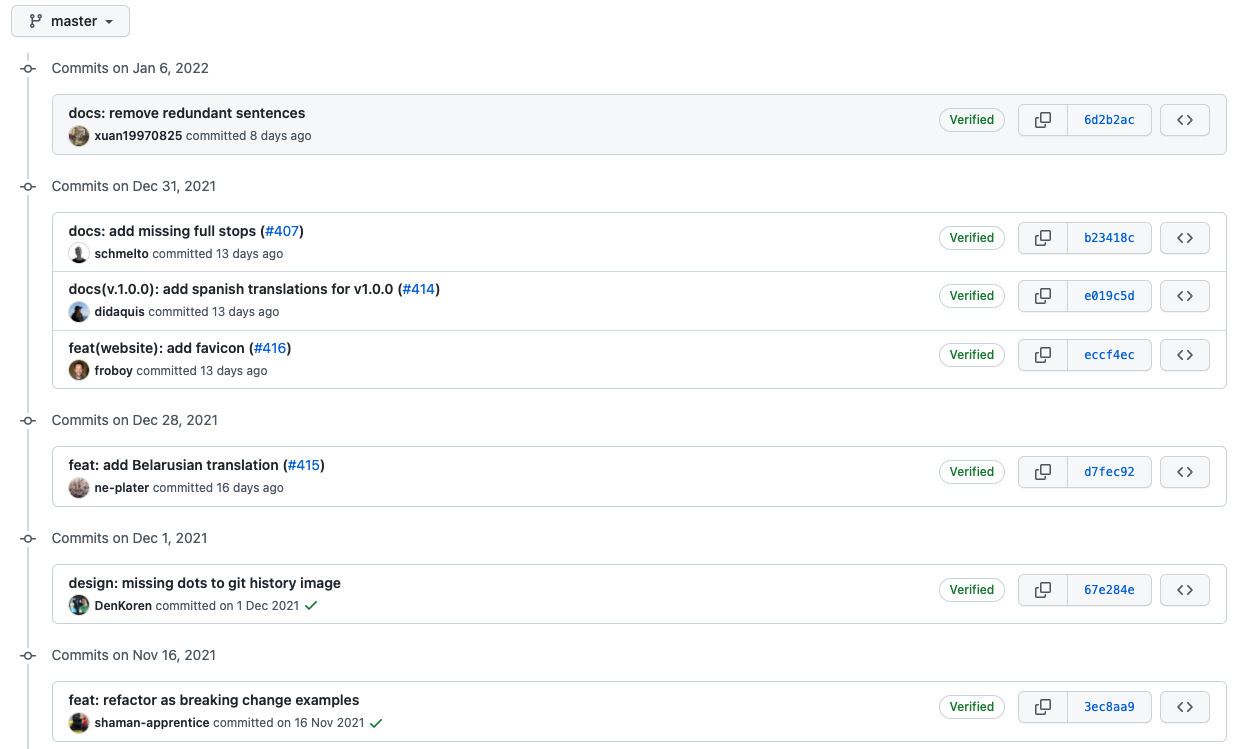 master
Commits on Jan 6, 2022
docs: remove redundant sentences
xuan19970825 committed 8 days ago
Verified
6d2b2ac
Commits on Dec 31, 2021
docs: add missing full stops (#407)
schmelto committed 13 days ago
Verified
b23418c
docs(v.1.0.0): add spanish translations for v1.0.0 (#414)
didaquis committed 13 days ago
Verified
e019c5d
feat(website): add favicon (#416)
froboy committed 13 days ago
Verified
eccf4ec
Commits on Dec 28, 2021
feat: add Belarusian translation (#415)
ne-plater committed 16 days ago
Verified
d7fec92
Commits on Dec 1, 2021
design: missing dots to git history image
DenKoren committed on 1 Dec 2021
Verified
67e284e
Commits on Nov 16, 2021
feat: refactor as breaking change examples
shaman-apprentice committed on 16 Nov 2021
Verified
3ec8aa9